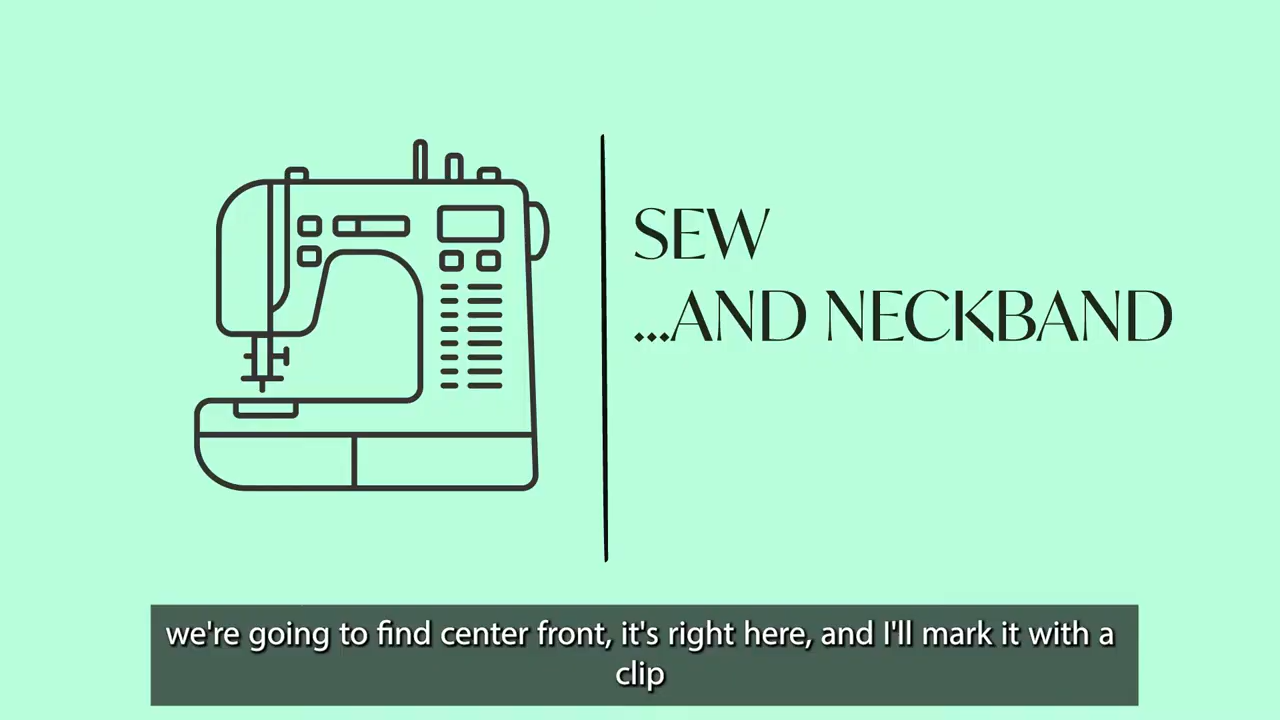 SEW
...AND NECKBAND
we're going to find center front, it's right here, and I'll mark it with a
clip